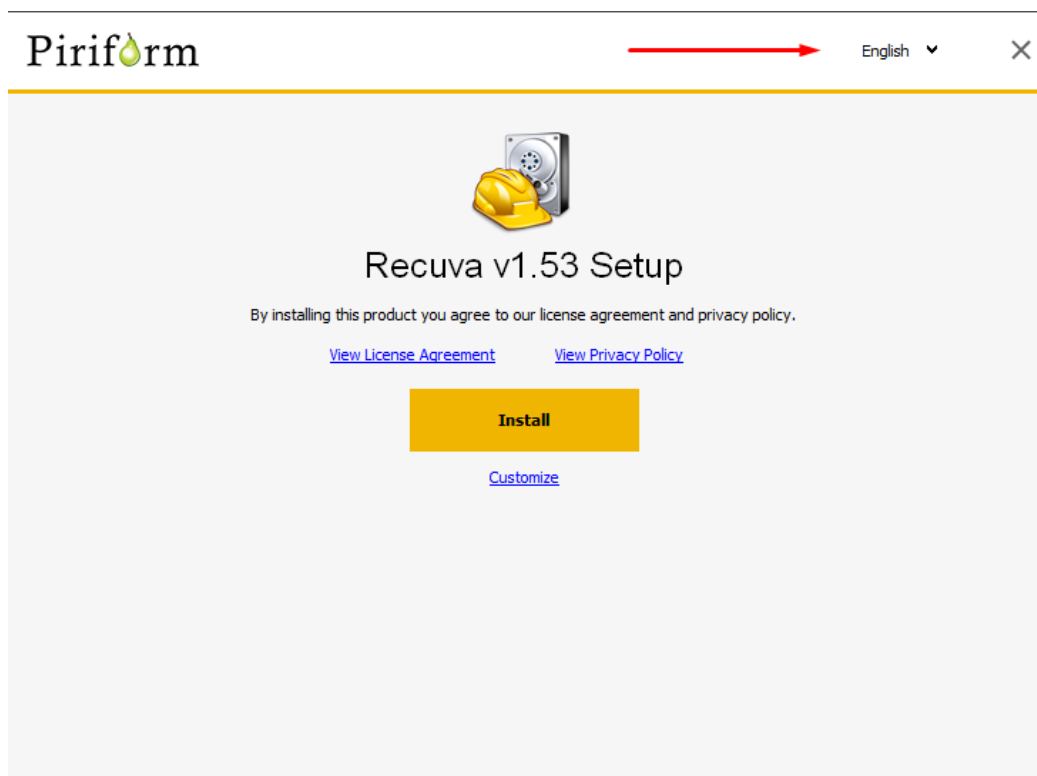 Piriform
English
Recuva v1.53 Setup
By installing this product you agree to our license agreement and privacy policy.
View License Agreement View Privacy Policy
Install
Customize